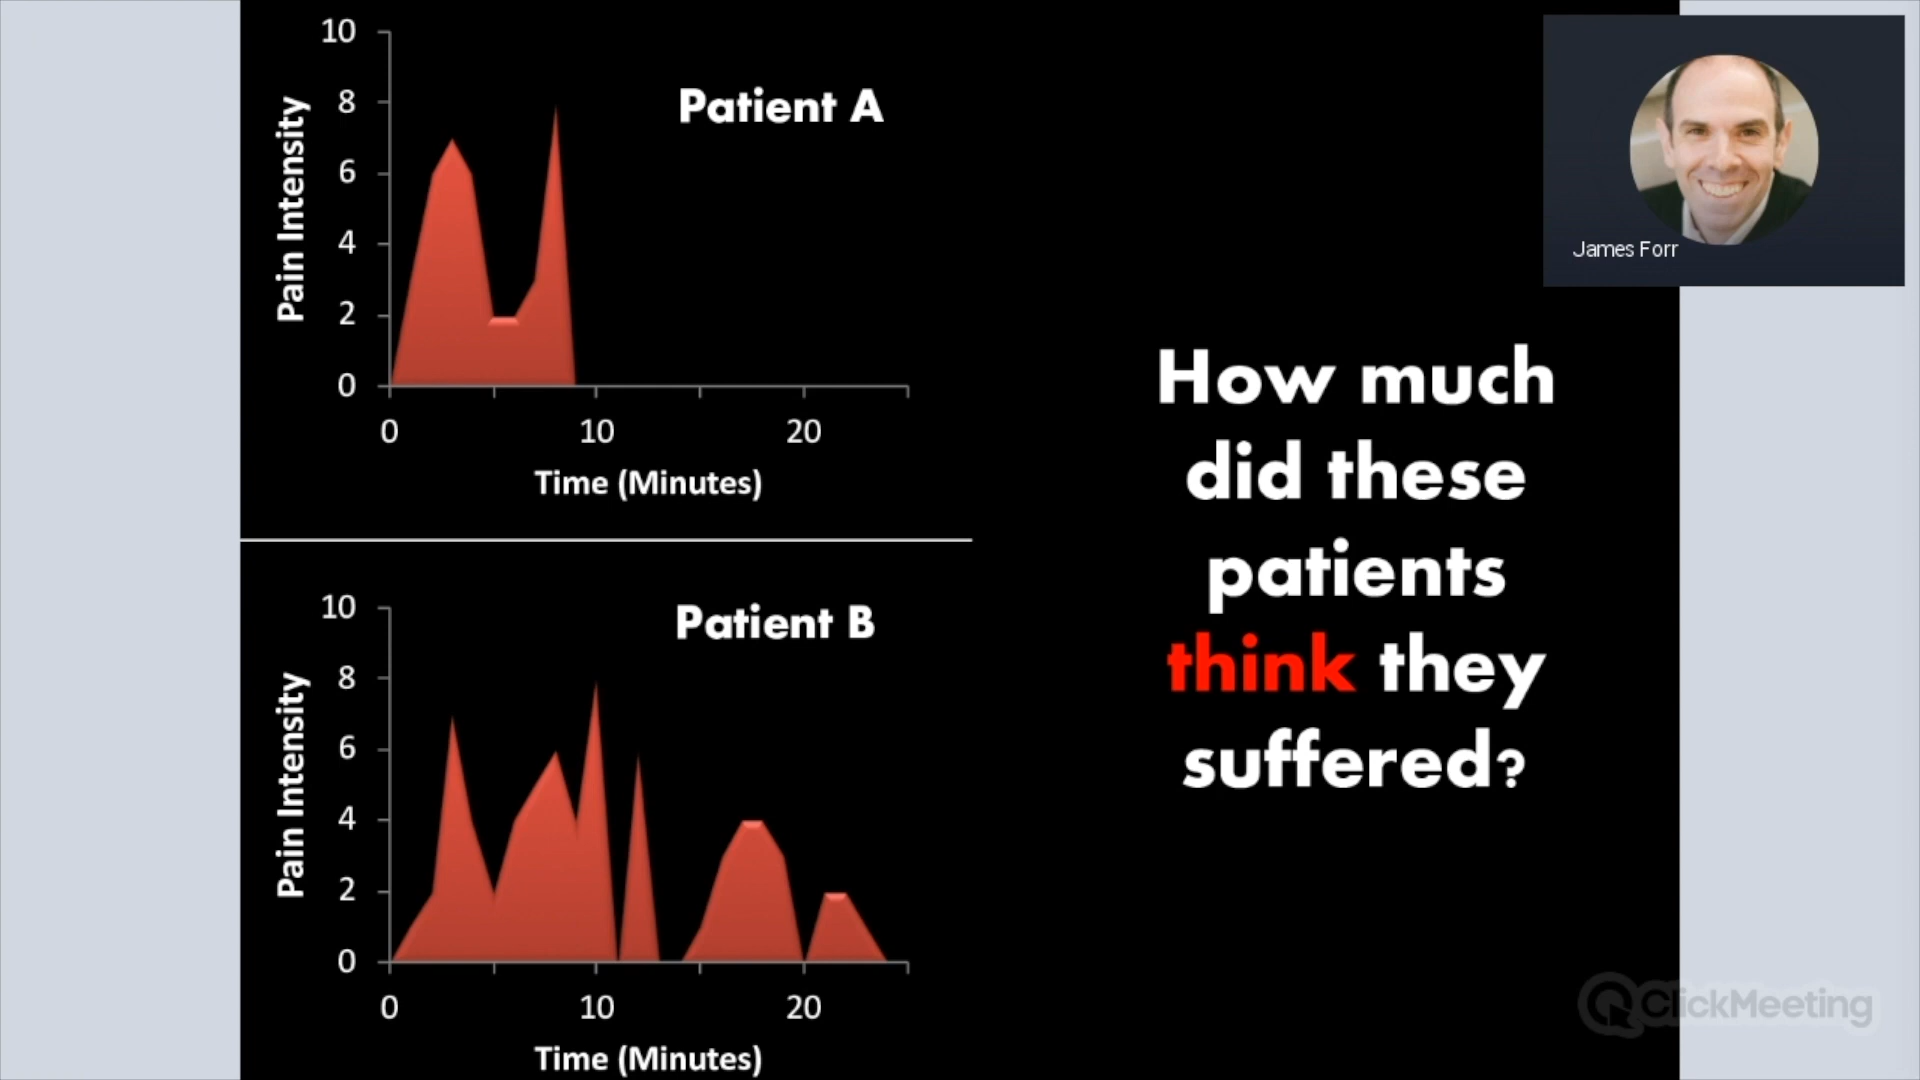 10
Patient A
8
6
4
2
0
Pain Intensity
0 10 20
Time (Minutes)
10
Patient B
8
6
4
2
0
Pain Intensity
0 10 20
Time (Minutes)
How much
did these
patients
think they
suffered?
James Forr
ClickMeeting